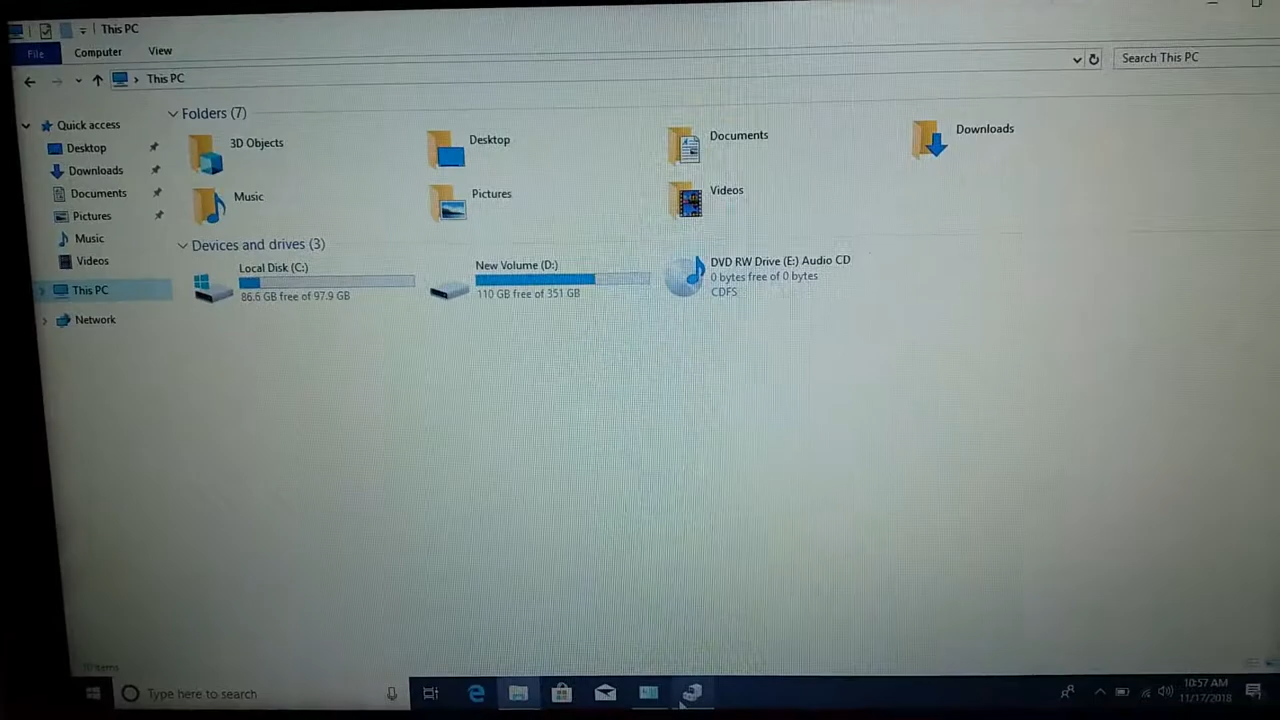 This PC
File
Computer
View
This PC
Search This PC
Quick access
Desktop
Downloads
Documents
Pictures
Music
Videos
This PC
Network
Folders (7)
3D Objects
Desktop
Documents
Downloads
Music
Pictures
Videos
Devices and drives (3)
Local Disk (C:)
86.6 GB free of 97.9 GB
New Volume (D:)
110 GB free of 351 GB
DVD RW Drive (E:) Audio CD
0 bytes free of 0 bytes
CDFS
10 items
Type here to search
10:57 AM
11/17/2018